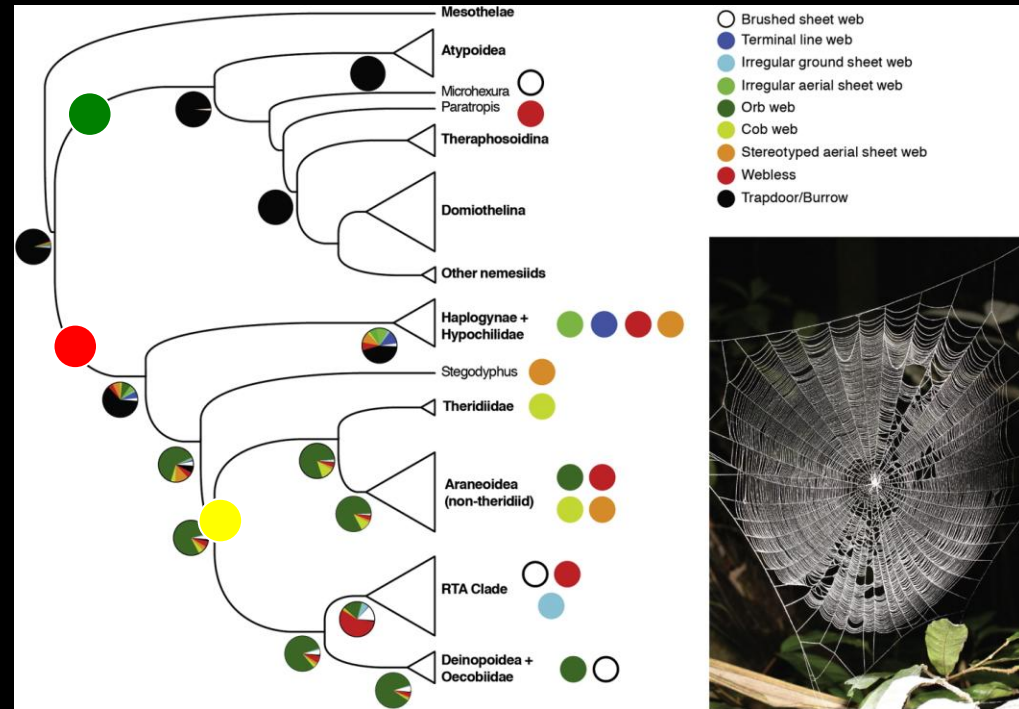 Mesothelae
Atypoidea
Microhexura
Paratropis
Theraphosoidina
Domiothelina
Other nemesiids
Haplogynae +
Hypochilidae
Stegodyphus
Theridiidae
Araneoidea
(non-theridiid)
RTA Clade
Deinopoidea +
Oecobiidae
Brushed sheet web
Terminal line web
Irregular ground sheet web
Irregular aerial sheet web
Orb web
Cob web
Stereotyped aerial sheet web
Webless
Trapdoor/Burrow